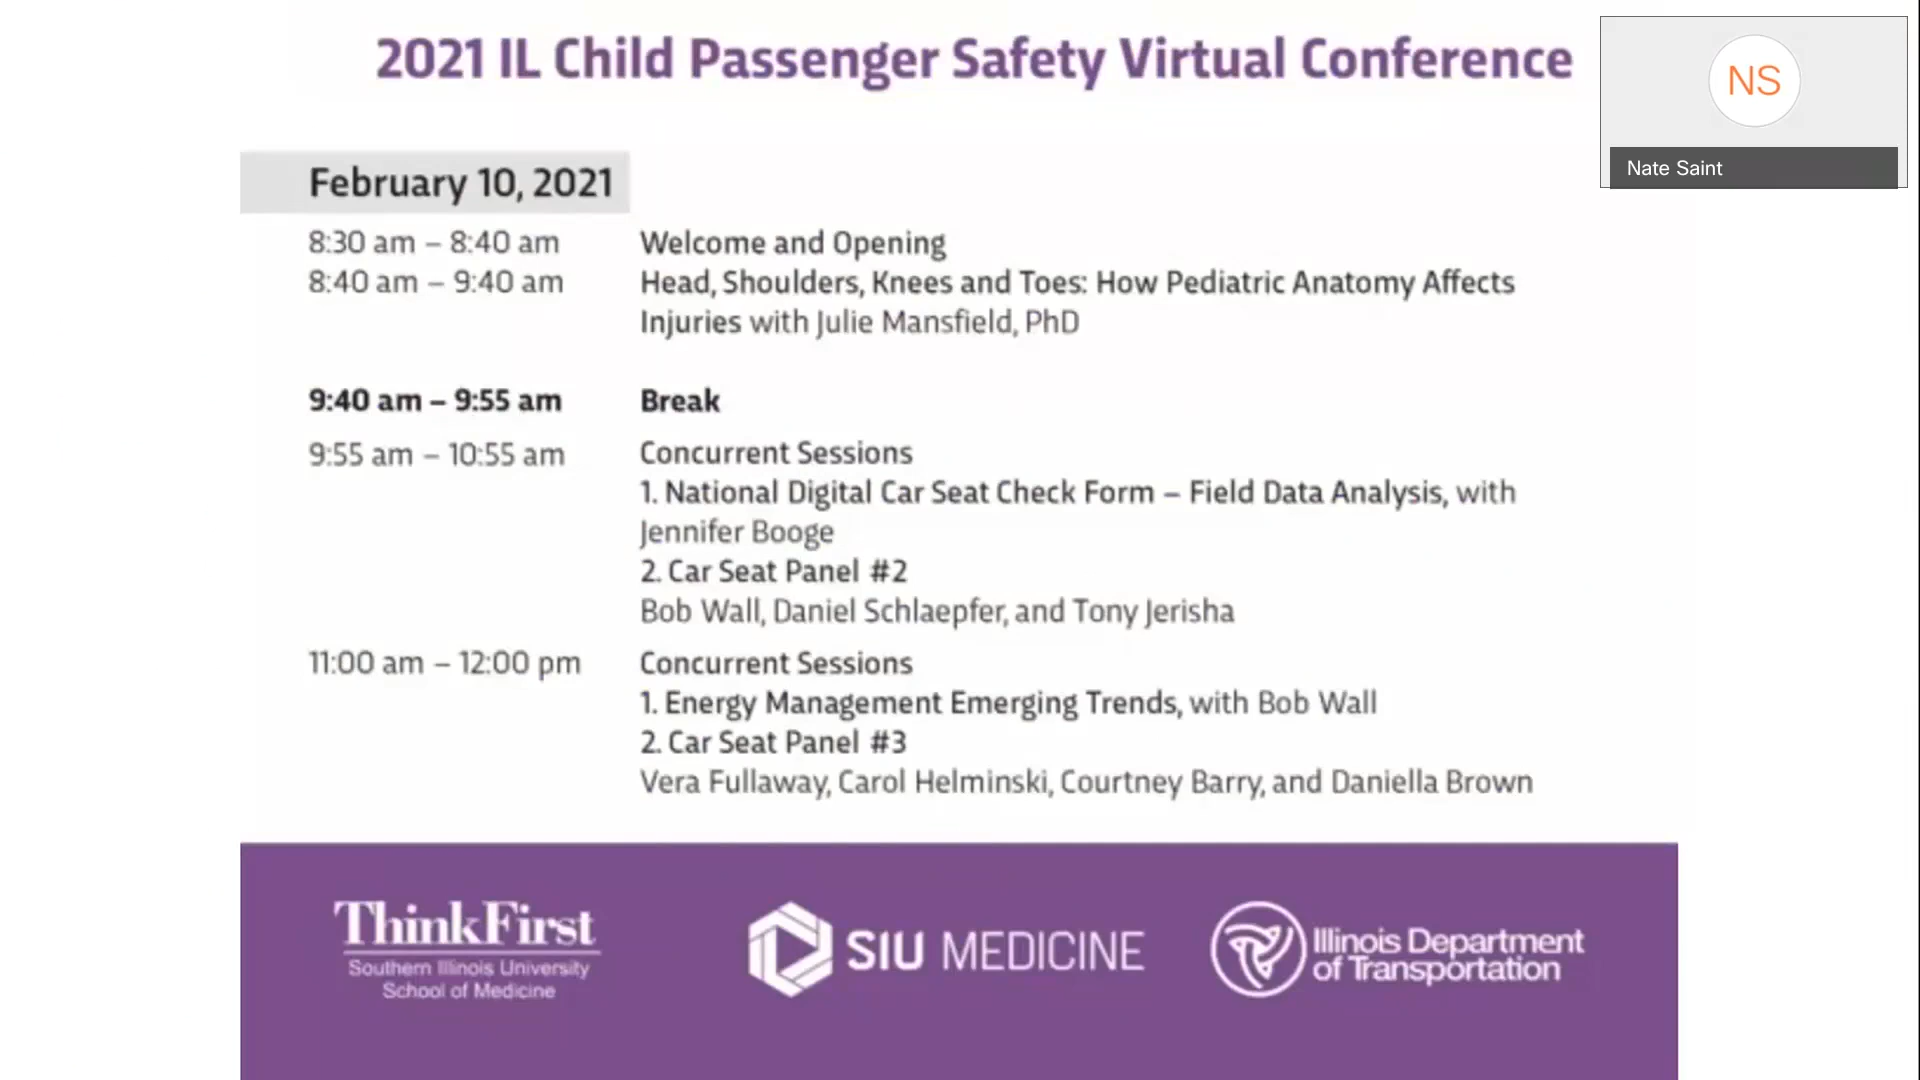 2021 IL Child Passenger Safety Virtual Conference
NS
Nate Saint
February 10, 2021
8:30 am – 8:40 am Welcome and Opening
8:40 am – 9:40 am Head, Shoulders, Knees and Toes: How Pediatric Anatomy Affects
Injuries with Julie Mansfield, PhD
9:40 am – 9:55 am Break
9:55 am – 10:55 am Concurrent Sessions
1. National Digital Car Seat Check Form – Field Data Analysis, with
Jennifer Booge
2. Car Seat Panel #2
Bob Wall, Daniel Schlaepfer, and Tony Jerisha
11:00 am – 12:00 pm Concurrent Sessions
1. Energy Management Emerging Trends, with Bob Wall
2. Car Seat Panel #3
Vera Fullaway, Carol Helminski, Courtney Barry, and Daniella Brown
ThinkFirst
Southern Illinois University
School of Medicine
SIU MEDICINE
Illinois Department
of Transportation